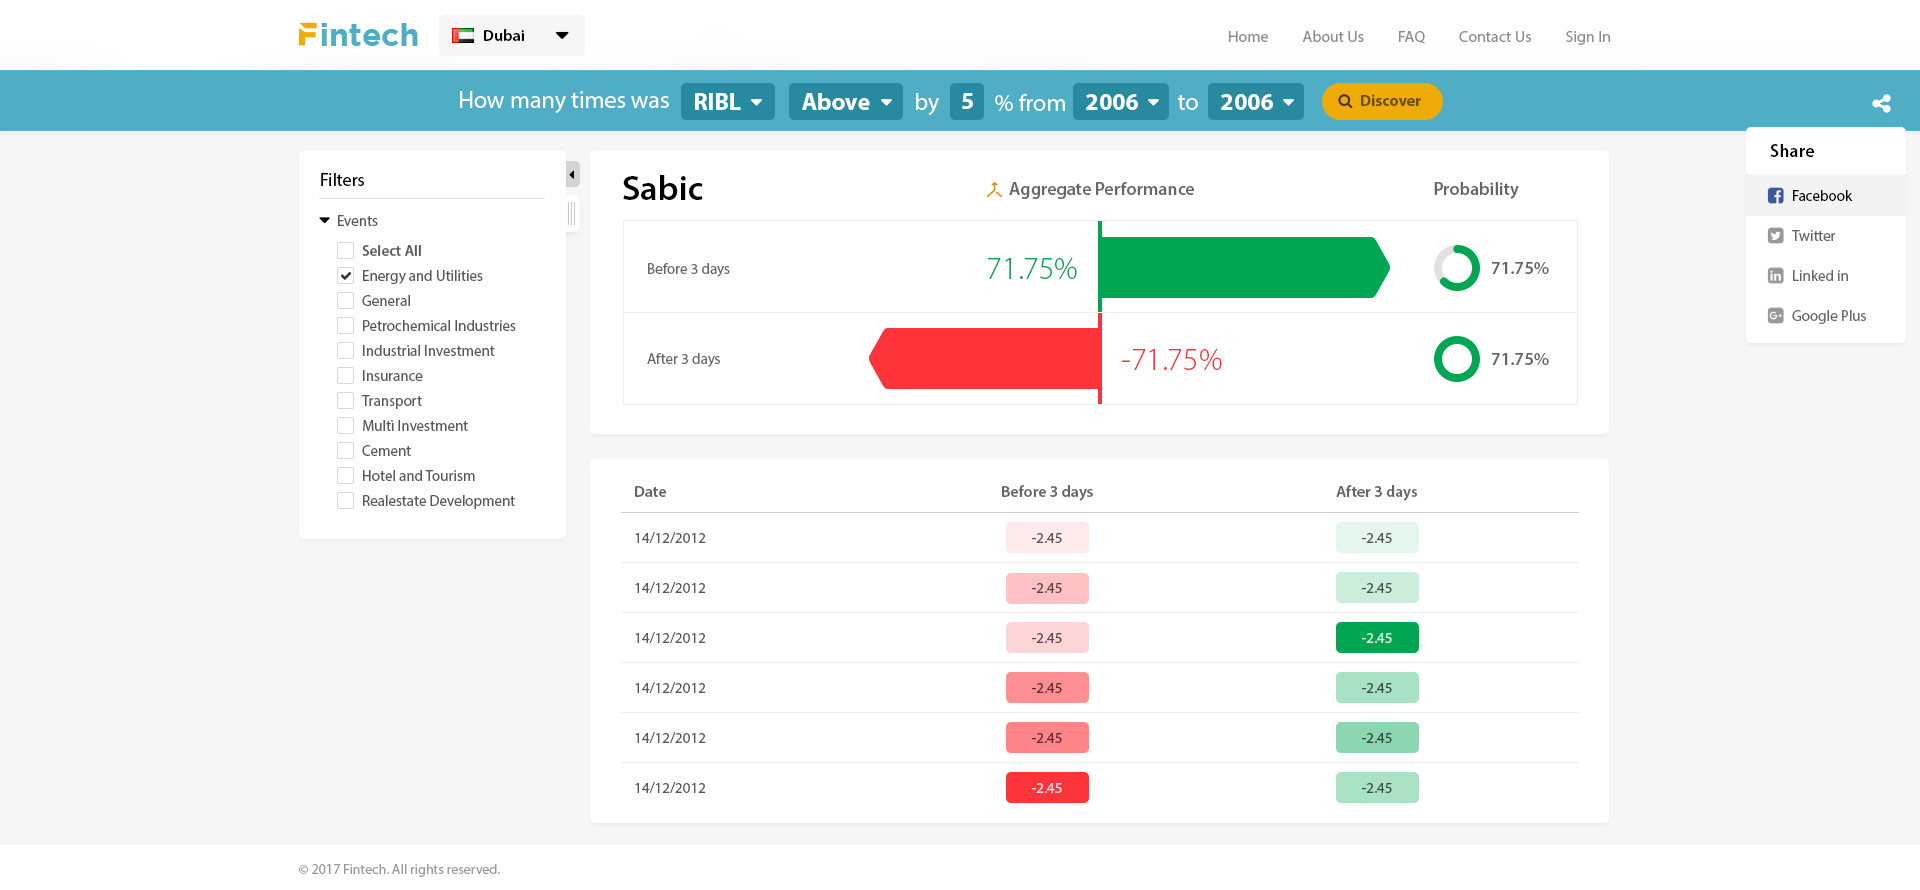 Fintech
Dubai
Home About Us FAQ Contact Us Sign In
How many times was RIBL Above by 5 % from 2006 to 2006 Discover
Share
Facebook
Twitter
Linked in
Google Plus
Filters
Events
Select All
Energy and Utilities
General
Petrochemical Industries
Industrial Investment
Insurance
Transport
Multi Investment
Cement
Hotel and Tourism
Realestate Development
Sabic Aggregate Performance Probability
Before 3 days 71.75% 71.75%
After 3 days -71.75% 71.75%
Date Before 3 days After 3 days
14/12/2012 -2.45 -2.45
14/12/2012 -2.45 -2.45
14/12/2012 -2.45 -2.45
14/12/2012 -2.45 -2.45
14/12/2012 -2.45 -2.45
14/12/2012 -2.45 -2.45
© 2017 Fintech. All rights reserved.